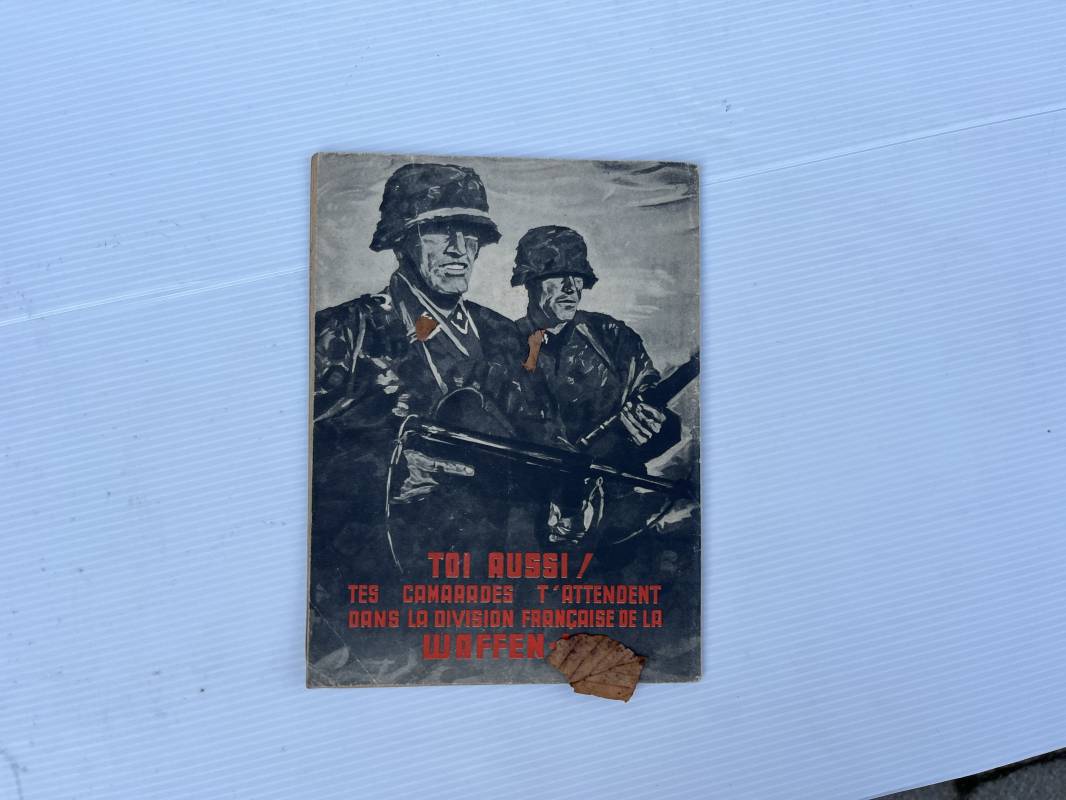 TOI AUSSI!
TES CAMARADES T'ATTENDENT
DANS LA DIVISION FRANÇAISE DE LA
WAFFEN-